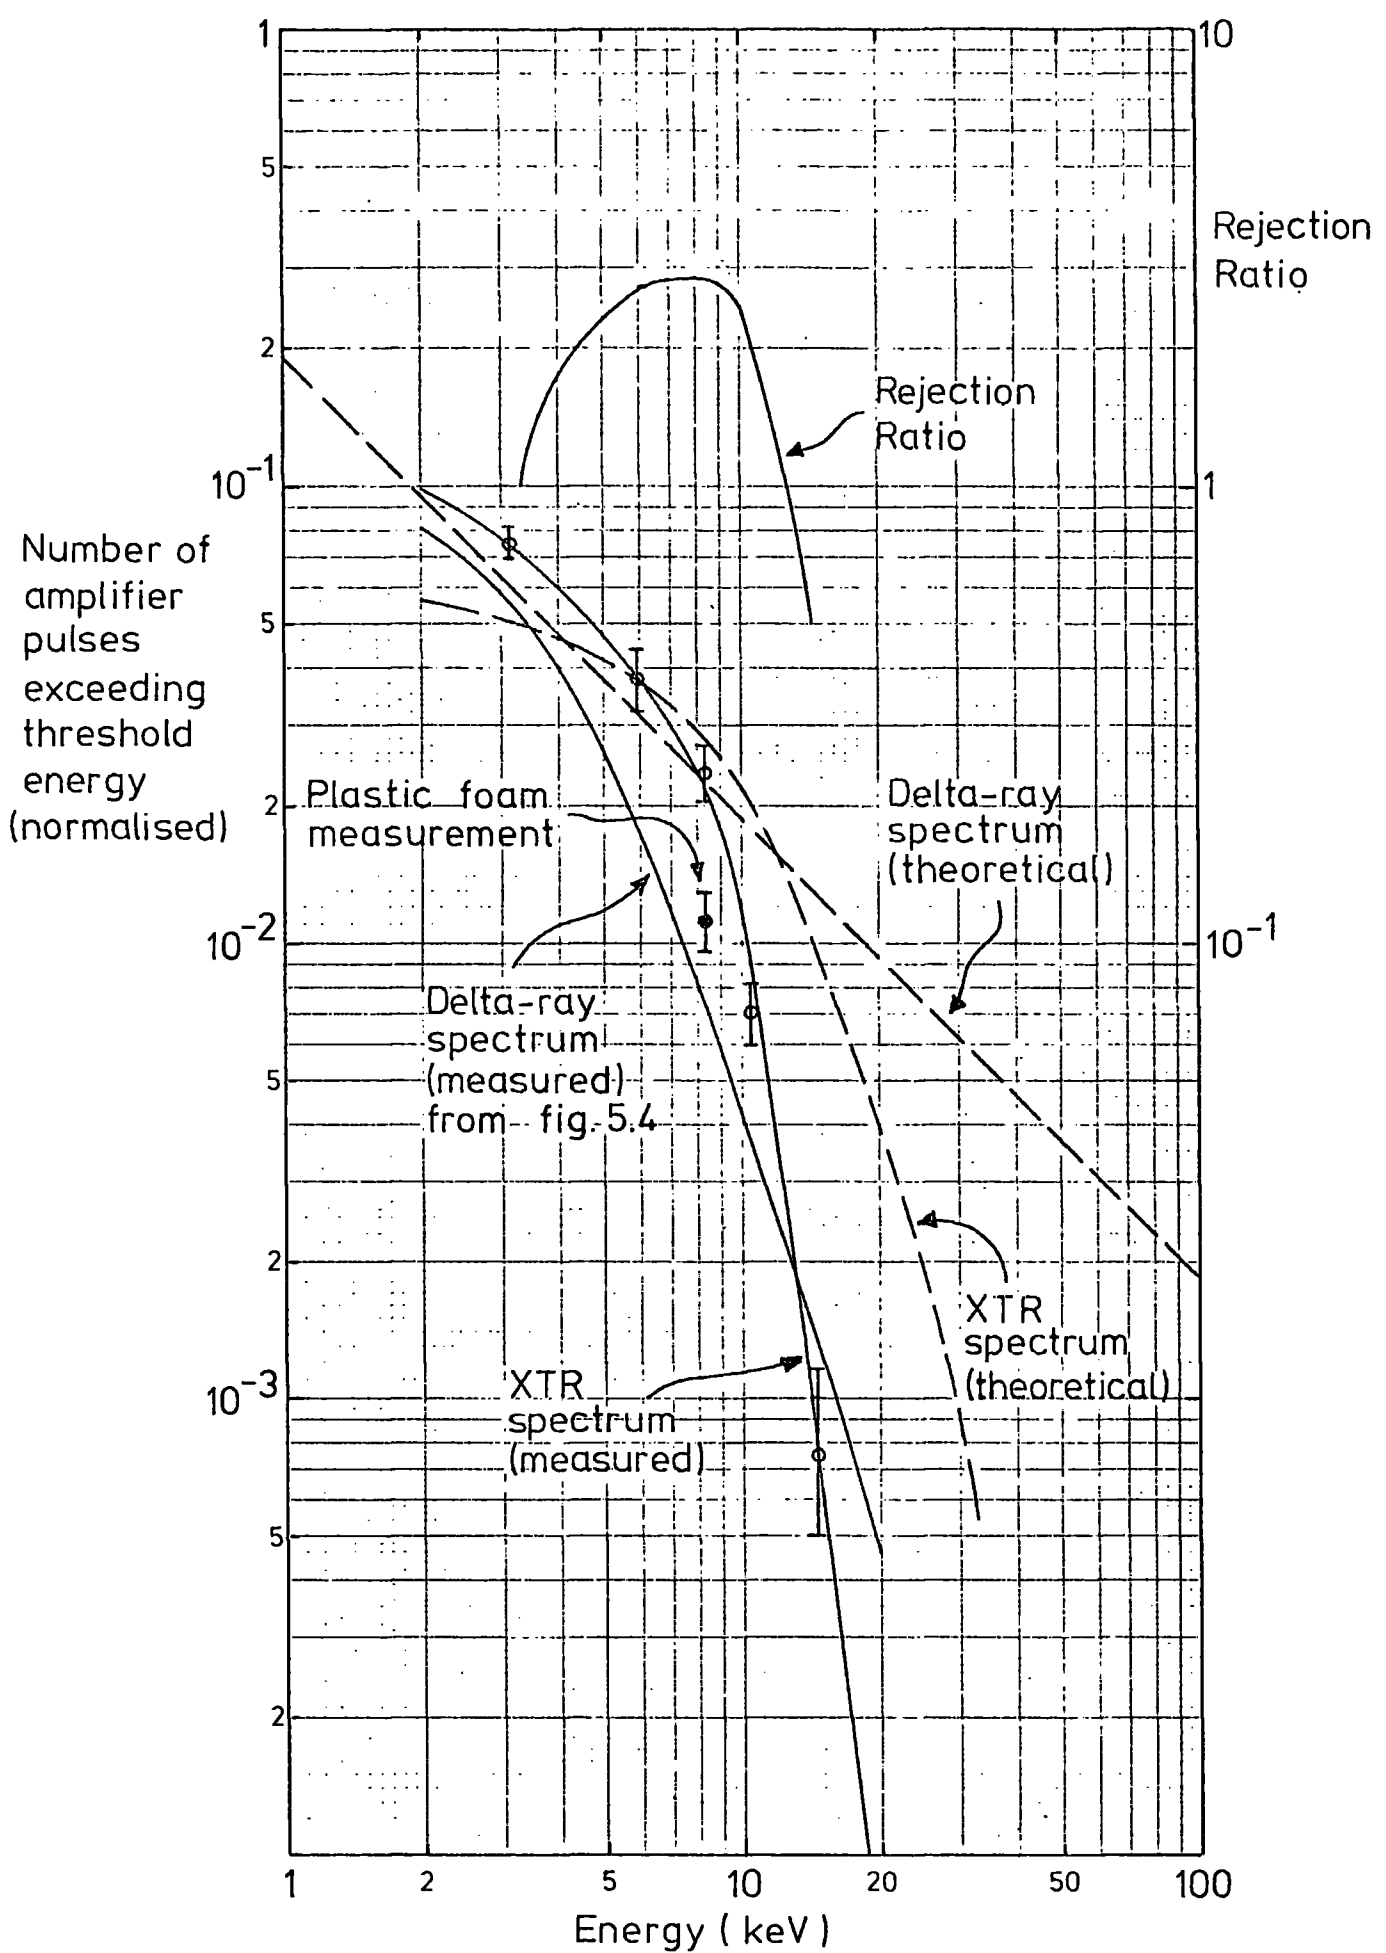 1
10
5
Rejection
Ratio
2
Rejection
Ratio
10⁻¹
1
Number of
amplifier
pulses
exceeding
threshold
energy
(normalised)
5
Plastic foam
measurement
2
Delta-ray
spectrum
(theoretical)
10⁻²
10⁻¹
Delta-ray
spectrum
(measured)
from fig. 5.4
5
2
XTR
spectrum
(theoretical)
XTR
spectrum
(measured)
10⁻³
5
2
1 2 5 10 20 50 100
Energy (keV)